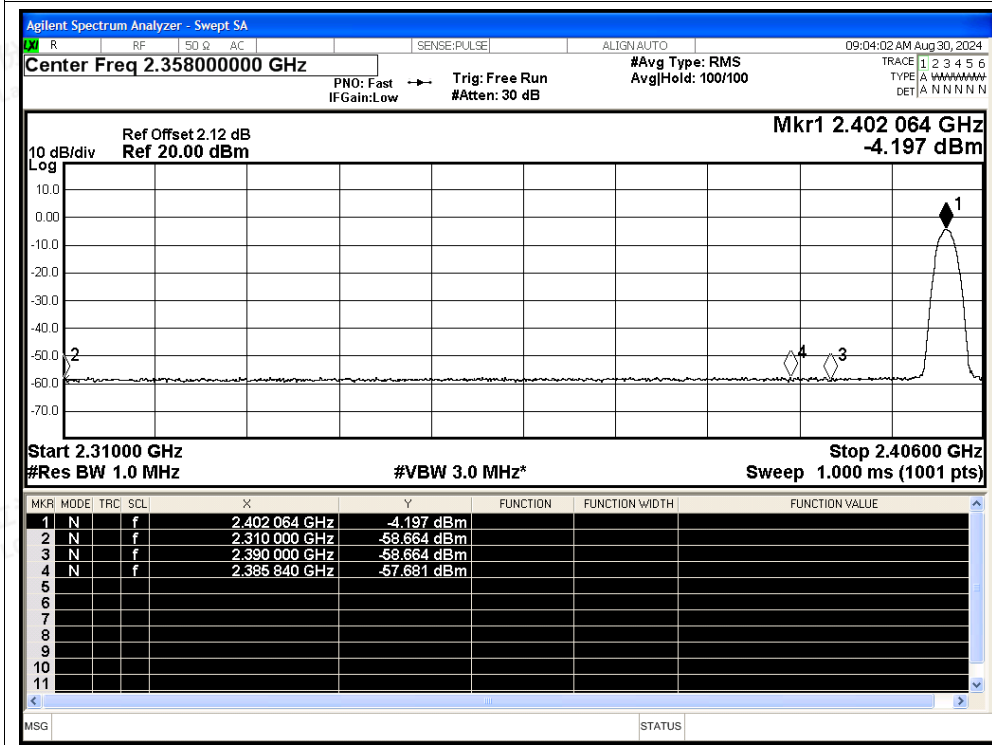 Agilent Spectrum Analyzer - Swept SA
LXI R RF 50 Ω AC SENSE:PULSE ALIGN AUTO 09:04:02 AM Aug 30, 2024
Center Freq 2.358000000 GHz
PNO: Fast
IFGain:Low
Trig: Free Run
#Atten: 30 dB
#Avg Type: RMS
Avg|Hold: 100/100
TRACE 1 2 3 4 5 6
TYPE A
DET A N N N N N
Ref Offset 2.12 dB
10 dB/div Ref 20.00 dBm
Log
Mkr1 2.402 064 GHz
-4.197 dBm
10.0
0.00
-10.0
-20.0
-30.0
-40.0
-50.0
-60.0
-70.0
1
2
4
3
Start 2.31000 GHz Stop 2.40600 GHz
#Res BW 1.0 MHz #VBW 3.0 MHz* Sweep 1.000 ms (1001 pts)
MKR MODE TRC SCL X Y FUNCTION FUNCTION WIDTH FUNCTION VALUE
1 N f 2.402 064 GHz -4.197 dBm
2 N f 2.310 000 GHz -58.664 dBm
3 N f 2.390 000 GHz -58.664 dBm
4 N f 2.385 840 GHz -57.681 dBm
5
6
7
8
9
10
11
MSG STATUS